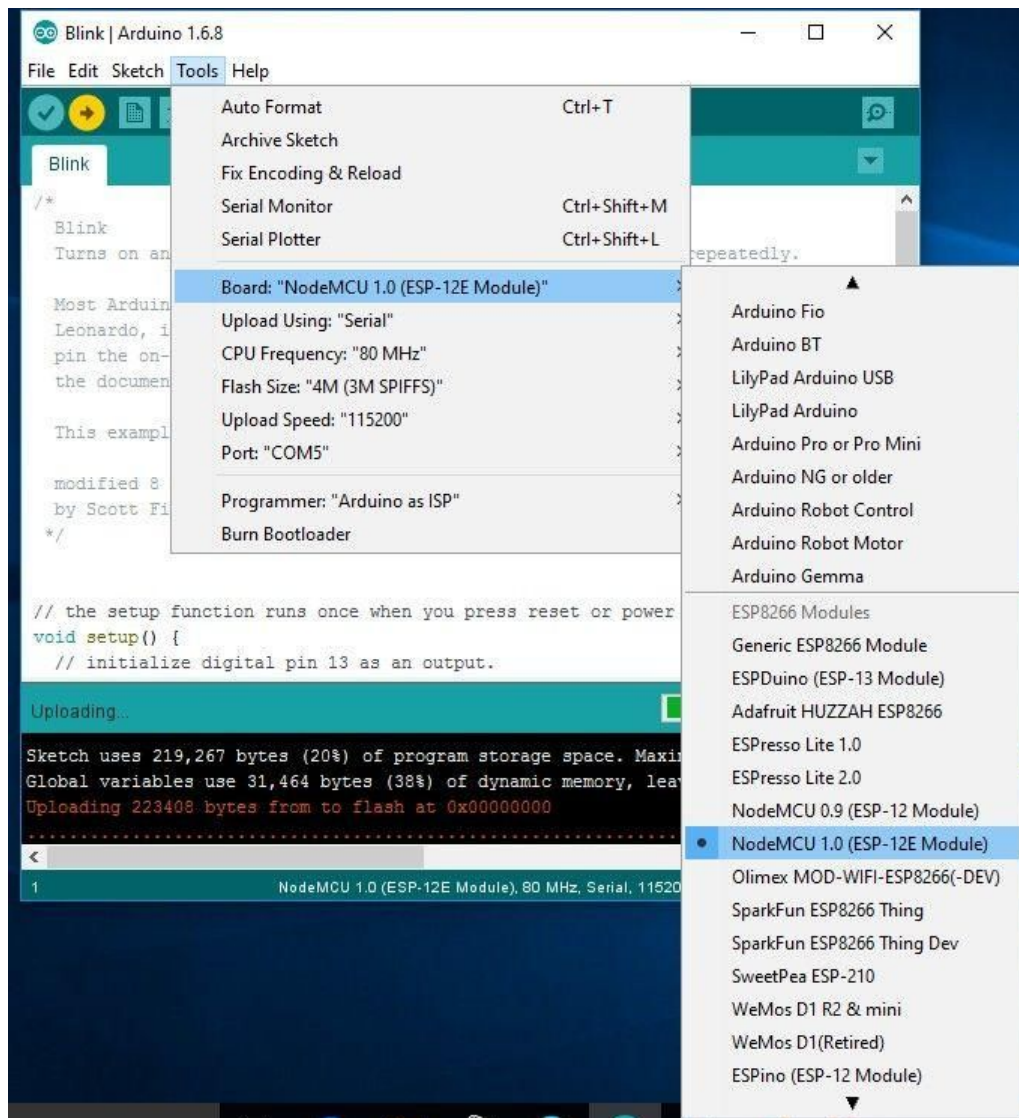 Blink | Arduino 1.6.8
File Edit Sketch Tools Help
Blink
Auto Format Ctrl+T
Archive Sketch
Fix Encoding & Reload
Serial Monitor Ctrl+Shift+M
Serial Plotter Ctrl+Shift+L
Board: "NodeMCU 1.0 (ESP-12E Module)"
Upload Using: "Serial"
CPU Frequency: "80 MHz"
Flash Size: "4M (3M SPIFFS)"
Upload Speed: "115200"
Port: "COM5"
Programmer: "Arduino as ISP"
Burn Bootloader
/*
Blink
Turns on an repeatedly.
Most Arduin
Leonardo, i
pin the on-
the documen
This exampl
modified 8
by Scott Fi
*/
// the setup function runs once when you press reset or power
void setup() {
// initialize digital pin 13 as an output.
Uploading...
Sketch uses 219,267 bytes (20%) of program storage space. Maxi
Global variables use 31,464 bytes (38%) of dynamic memory, lea
Uploading 223408 bytes from to flash at 0x00000000
................................................................
1 NodeMCU 1.0 (ESP-12E Module), 80 MHz, Serial, 11520
Arduino Fio
Arduino BT
LilyPad Arduino USB
LilyPad Arduino
Arduino Pro or Pro Mini
Arduino NG or older
Arduino Robot Control
Arduino Robot Motor
Arduino Gemma
ESP8266 Modules
Generic ESP8266 Module
ESPDuino (ESP-13 Module)
Adafruit HUZZAH ESP8266
ESPresso Lite 1.0
ESPresso Lite 2.0
NodeMCU 0.9 (ESP-12 Module)
NodeMCU 1.0 (ESP-12E Module)
Olimex MOD-WIFI-ESP8266(-DEV)
SparkFun ESP8266 Thing
SparkFun ESP8266 Thing Dev
SweetPea ESP-210
WeMos D1 R2 & mini
WeMos D1(Retired)
ESPino (ESP-12 Module)